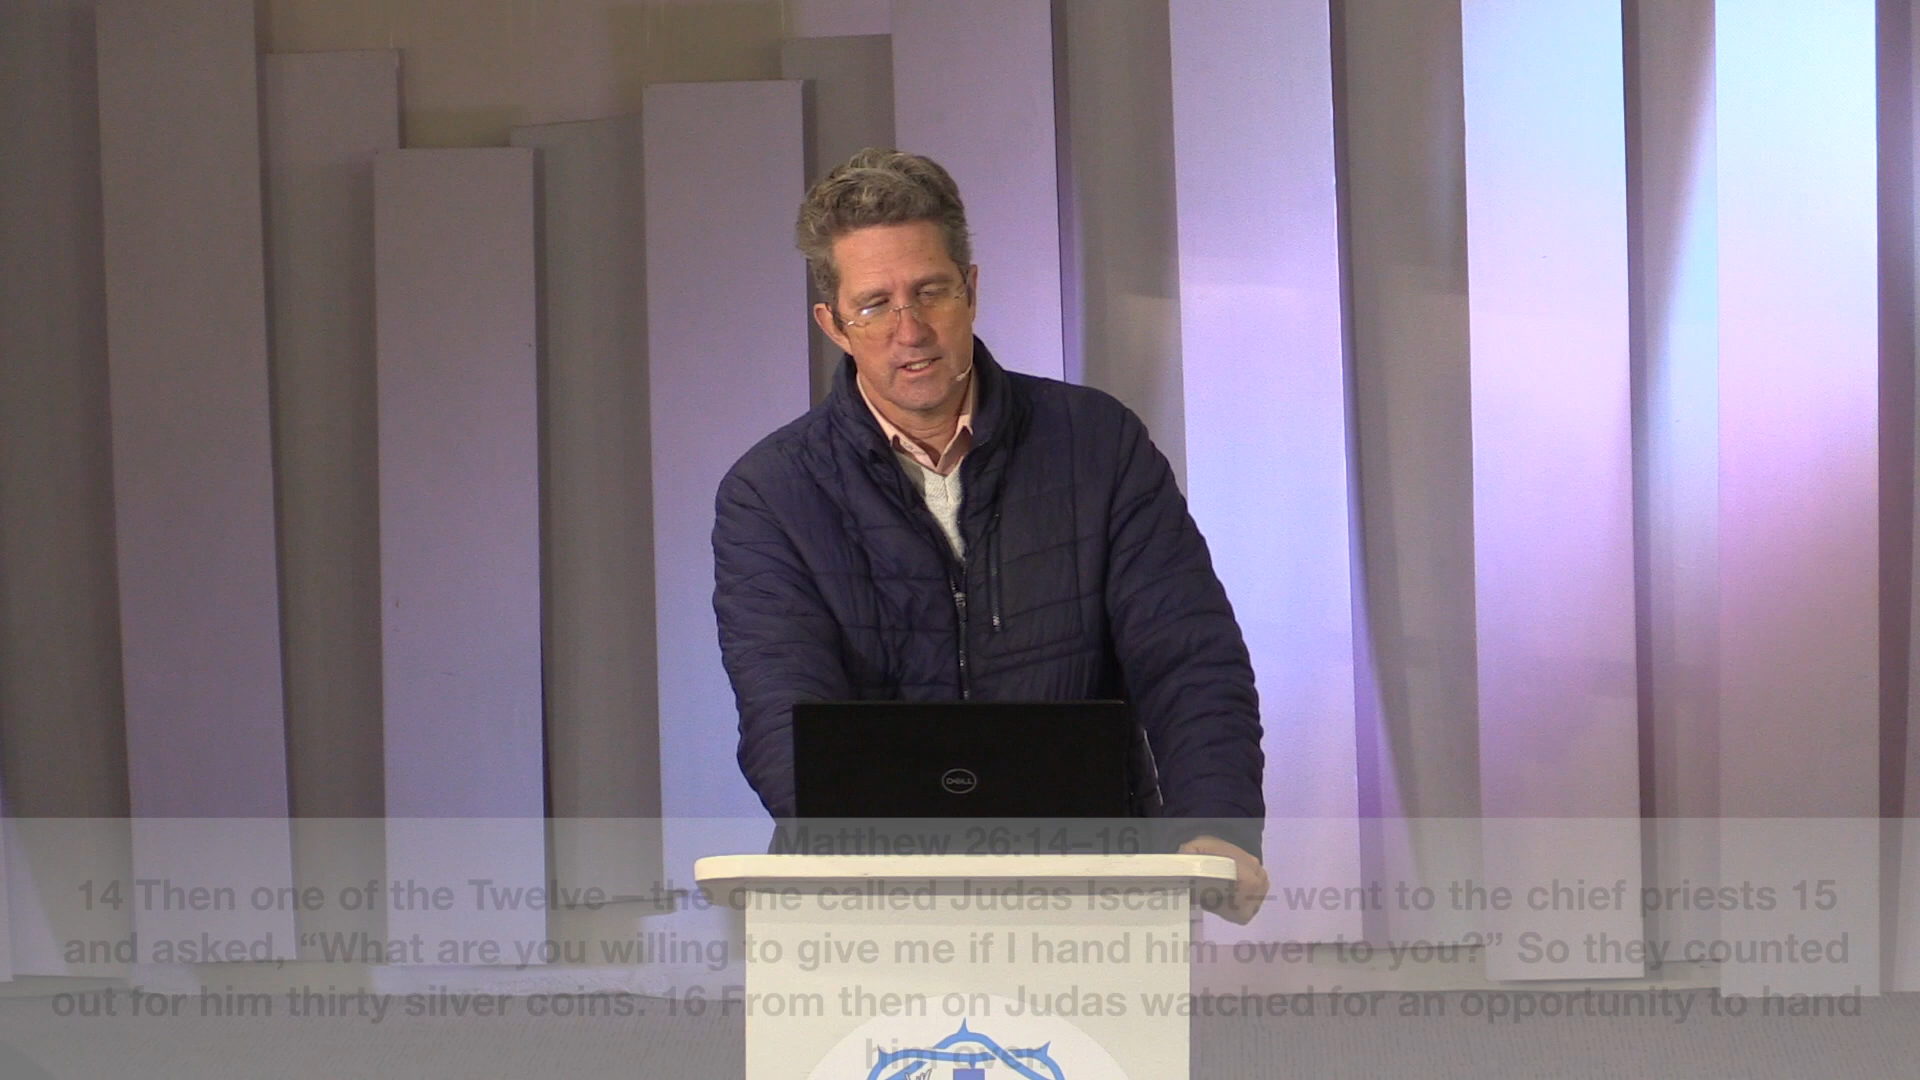 DELL
Matthew 26:14–16
14 Then one of the Twelve—the one called Judas Iscariot—went to the chief priests 15
and asked, “What are you willing to give me if I hand him over to you?” So they counted
out for him thirty silver coins. 16 From then on Judas watched for an opportunity to hand
him over.